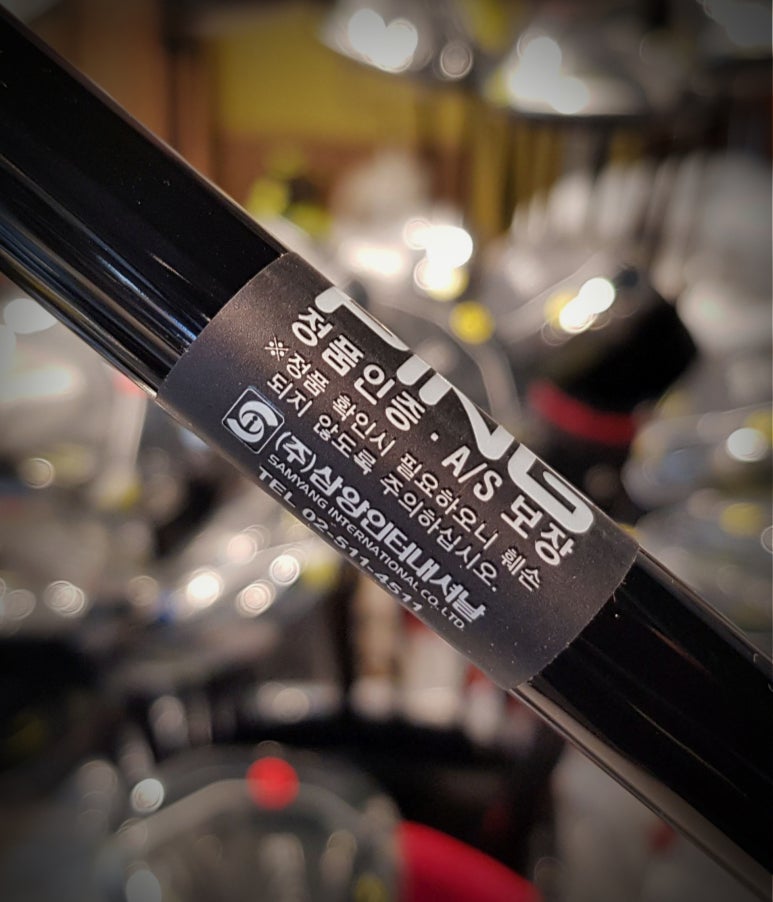 PING
정품인증 · A/S 보장
※정품 확인시 필요하오니 훼손
되지 않도록 주의하십시오.
(주)삼양인터내셔날
SAMYANG INTERNATIONAL CO. LTD.
TEL 02-511-4511